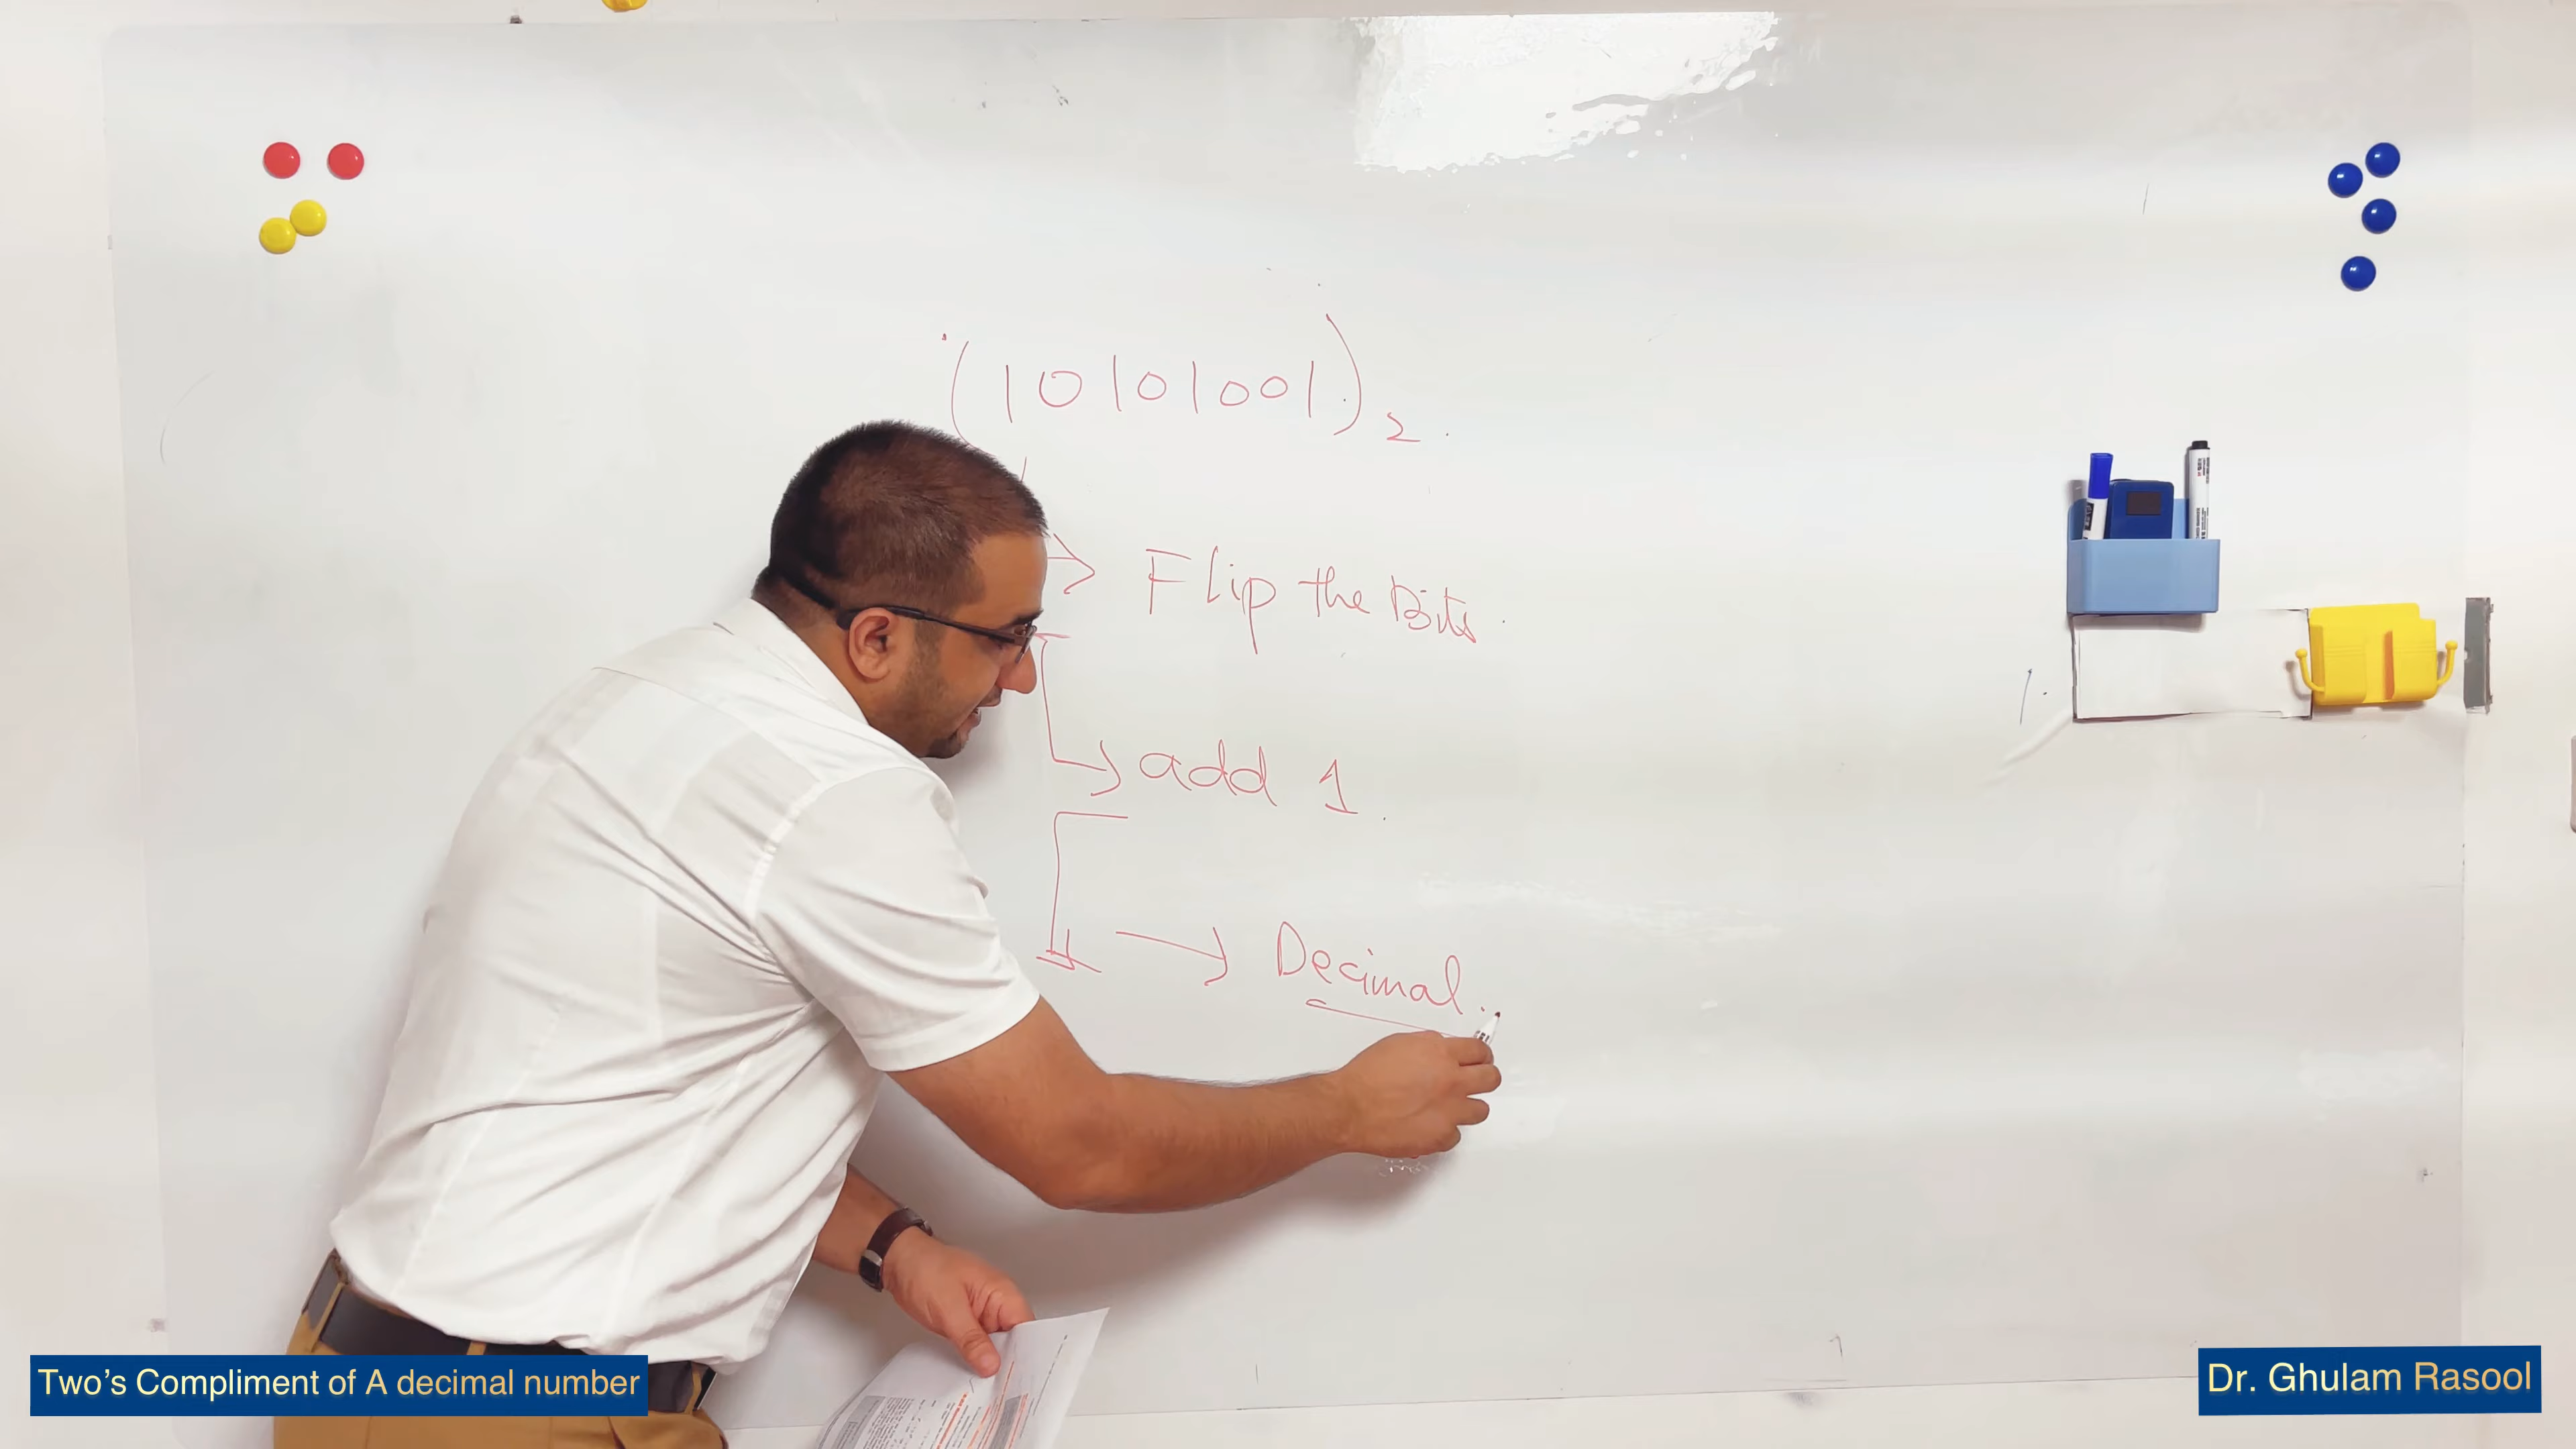 (10101001)2
Flip the Bits
add 1
Decimal
Two's Compliment of A decimal number
Dr. Ghulam Rasool